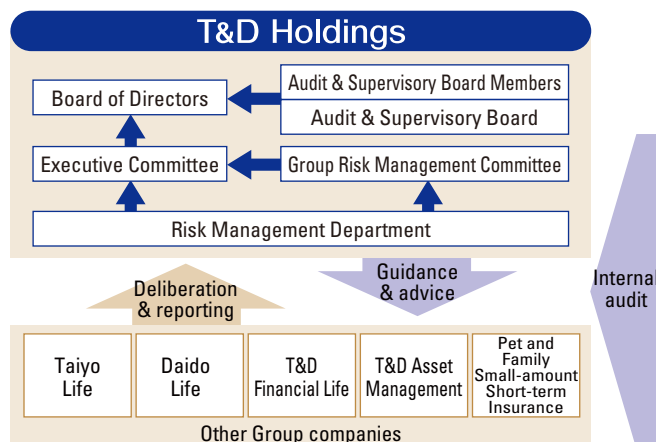 T&D Holdings
Board of Directors
Audit & Supervisory Board Members
Audit & Supervisory Board
Executive Committee
Group Risk Management Committee
Risk Management Department
Deliberation
& reporting
Guidance
& advice
Internal
audit
Taiyo
Life
Daido
Life
T&D
Financial Life
T&D Asset
Management
Pet and
Family
Small-amount
Short-term
Insurance
Other Group companies